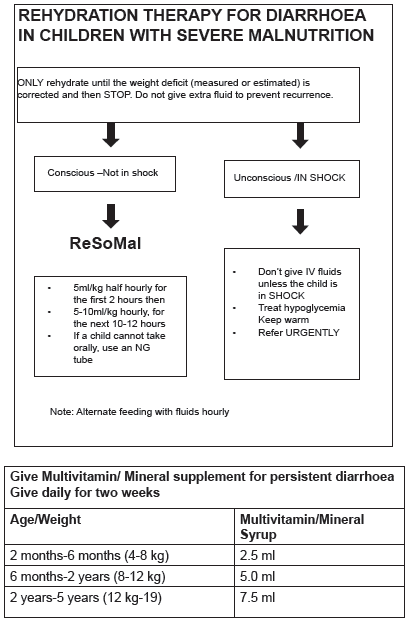 REHYDRATION THERAPY FOR DIARRHOEA
IN CHILDREN WITH SEVERE MALNUTRITION
ONLY rehydrate until the weight deficit (measured or estimated) is
corrected and then STOP. Do not give extra fluid to prevent recurrence.
Conscious –Not in shock
Unconscious /IN SHOCK
ReSoMal
• 5ml/kg half hourly for
the first 2 hours then
• 5-10ml/kg hourly, for
the next 10-12 hours
• If a child cannot take
orally, use an NG
tube
• Don't give IV fluids
unless the child is
in SHOCK
• Treat hypoglycemia
Keep warm
• Refer URGENTLY
Note: Alternate feeding with fluids hourly
Give Multivitamin/ Mineral supplement for persistent diarrhoea
Give daily for two weeks
Age/Weight
Multivitamin/Mineral
Syrup
2 months-6 months (4-8 kg)
2.5 ml
6 months-2 years (8-12 kg)
5.0 ml
2 years-5 years (12 kg-19)
7.5 ml